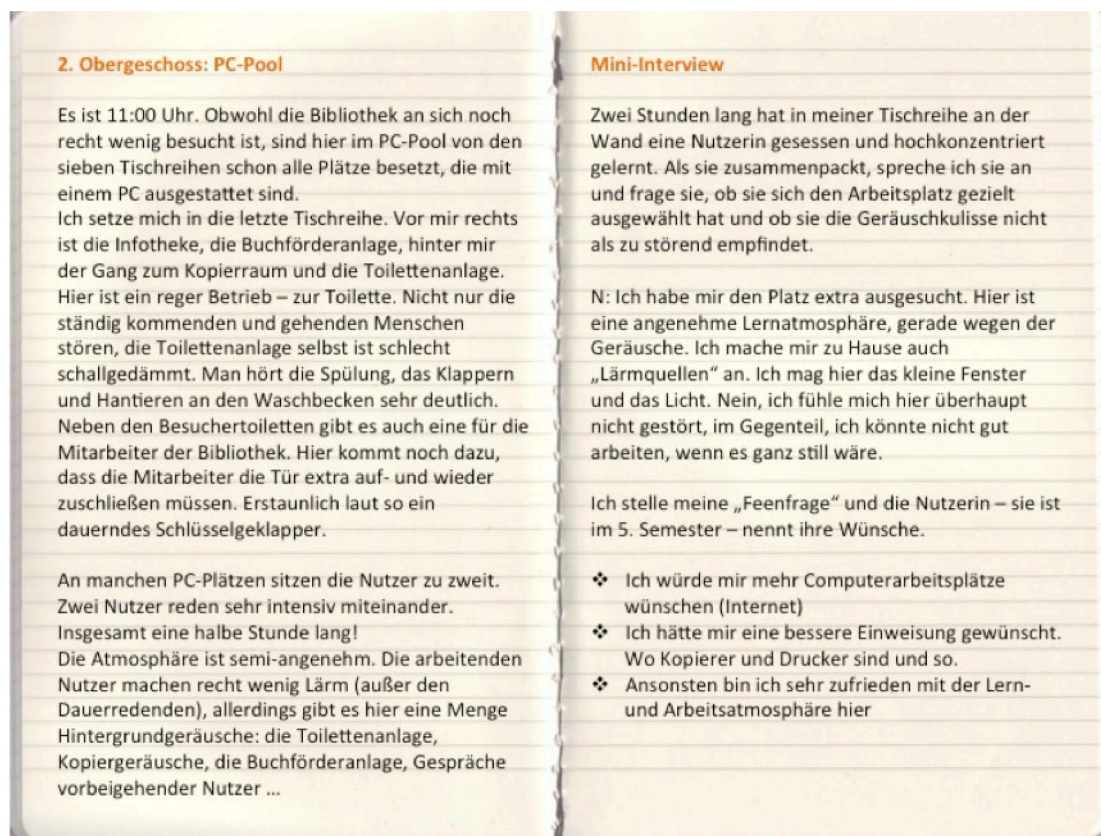 2. Obergeschoss: PC-Pool
Es ist 11:00 Uhr. Obwohl die Bibliothek an sich noch
recht wenig besucht ist, sind hier im PC-Pool von den
sieben Tischreihen schon alle Plätze besetzt, die mit
einem PC ausgestattet sind.
Ich setze mich in die letzte Tischreihe. Vor mir rechts
ist die Infotheke, die Buchförderanlage, hinter mir
der Gang zum Kopierraum und die Toilettenanlage.
Hier ist ein reger Betrieb – zur Toilette. Nicht nur die
ständig kommenden und gehenden Menschen
stören, die Toilettenanlage selbst ist schlecht
schallgedämmt. Man hört die Spülung, das Klappern
und Hantieren an den Waschbecken sehr deutlich.
Neben den Besuchertoiletten gibt es auch eine für die
Mitarbeiter der Bibliothek. Hier kommt noch dazu,
dass die Mitarbeiter die Tür extra auf- und wieder
zuschließen müssen. Erstaunlich laut so ein
dauerndes Schlüsselgeklapper.
An manchen PC-Plätzen sitzen die Nutzer zu zweit.
Zwei Nutzer reden sehr intensiv miteinander.
Insgesamt eine halbe Stunde lang!
Die Atmosphäre ist semi-angenehm. Die arbeitenden
Nutzer machen recht wenig Lärm (außer den
Dauerredenden), allerdings gibt es hier eine Menge
Hintergrundgeräusche: die Toilettenanlage,
Kopiergeräusche, die Buchförderanlage, Gespräche
vorbeigehender Nutzer ...
Mini-Interview
Zwei Stunden lang hat in meiner Tischreihe an der
Wand eine Nutzerin gesessen und hochkonzentriert
gelernt. Als sie zusammenpackt, spreche ich sie an
und frage sie, ob sie sich den Arbeitsplatz gezielt
ausgewählt hat und ob sie die Geräuschkulisse nicht
als zu störend empfindet.
N: Ich habe mir den Platz extra ausgesucht. Hier ist
eine angenehme Lernatmosphäre, gerade wegen der
Geräusche. Ich mache mir zu Hause auch
„Lärmquellen“ an. Ich mag hier das kleine Fenster
und das Licht. Nein, ich fühle mich hier überhaupt
nicht gestört, im Gegenteil, ich könnte nicht gut
arbeiten, wenn es ganz still wäre.
Ich stelle meine „Feenfrage“ und die Nutzerin – sie ist
im 5. Semester – nennt ihre Wünsche.
❖ Ich würde mir mehr Computerarbeitsplätze
wünschen (Internet)
❖ Ich hätte mir eine bessere Einweisung gewünscht.
Wo Kopierer und Drucker sind und so.
❖ Ansonsten bin ich sehr zufrieden mit der Lern-
und Arbeitsatmosphäre hier